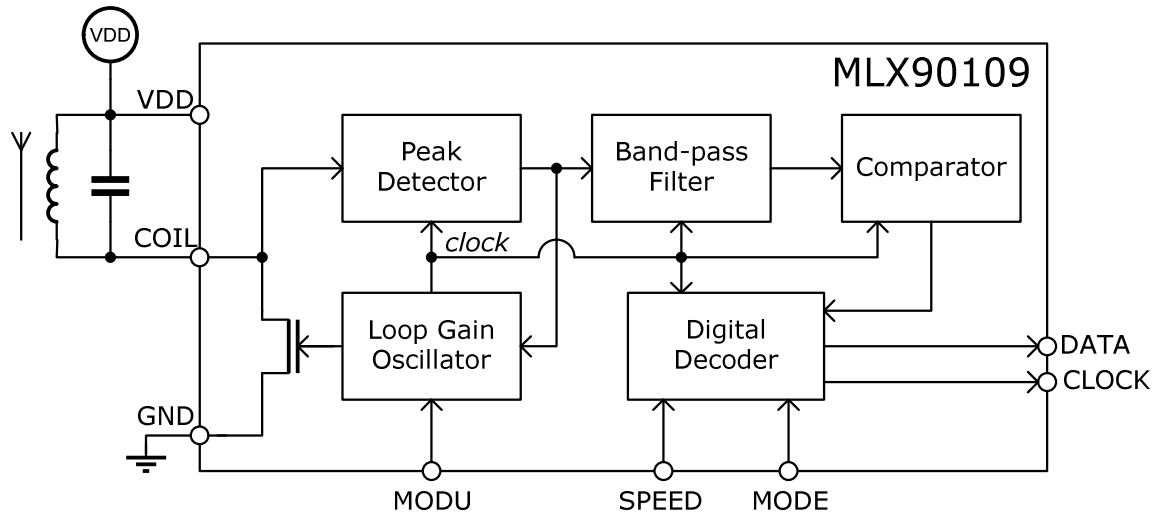 VDD
MLX90109
VDD
Peak
Detector
Band-pass
Filter
Comparator
COIL
clock
Loop Gain
Oscillator
Digital
Decoder
DATA
CLOCK
GND
MODU
SPEED
MODE